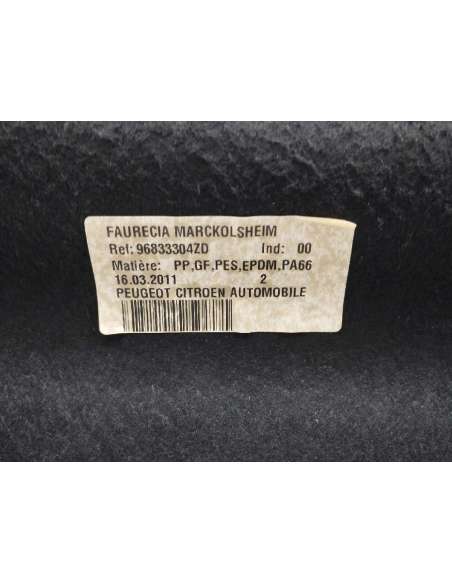 FAURECIA MARCKOLSHEIM
Ref: 96833304ZD Ind: 00
Matière: PP,GF,PES,EPDM,PA66
16.03.2011 2
PEUGEOT CITROEN AUTOMOBILE